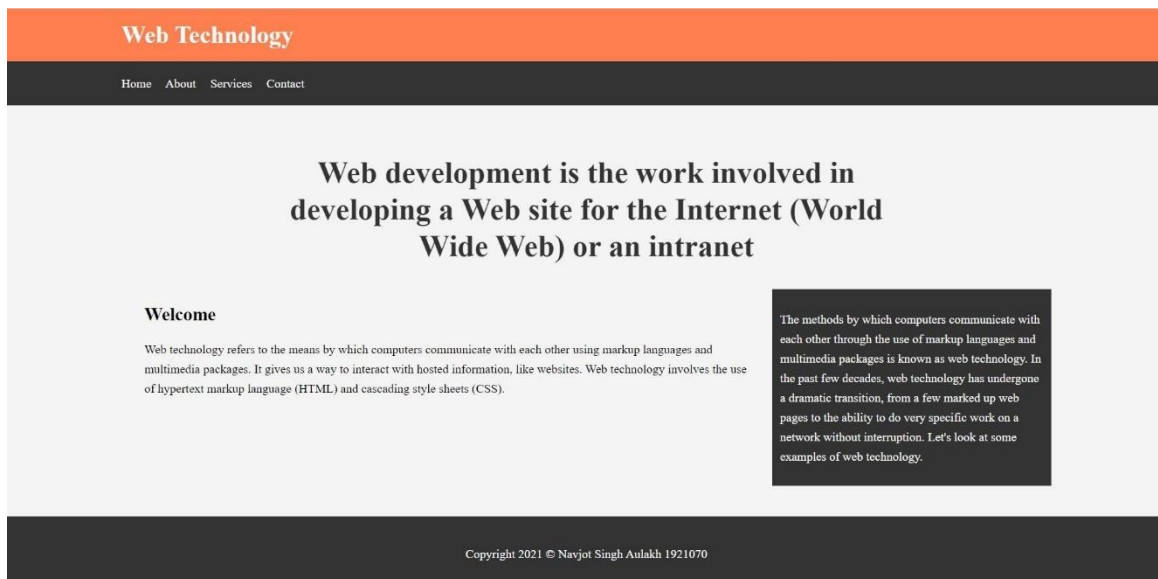 Web Technology
Home About Services Contact
Web development is the work involved in
developing a Web site for the Internet (World
Wide Web) or an intranet
Welcome
Web technology refers to the means by which computers communicate with each other using markup languages and
multimedia packages. It gives us a way to interact with hosted information, like websites. Web technology involves the use
of hypertext markup language (HTML) and cascading style sheets (CSS).
The methods by which computers communicate with
each other through the use of markup languages and
multimedia packages is known as web technology. In
the past few decades, web technology has undergone
a dramatic transition, from a few marked up web
pages to the ability to do very specific work on a
network without interruption. Let's look at some
examples of web technology.
Copyright 2021 © Navjot Singh Aulakh 1921070